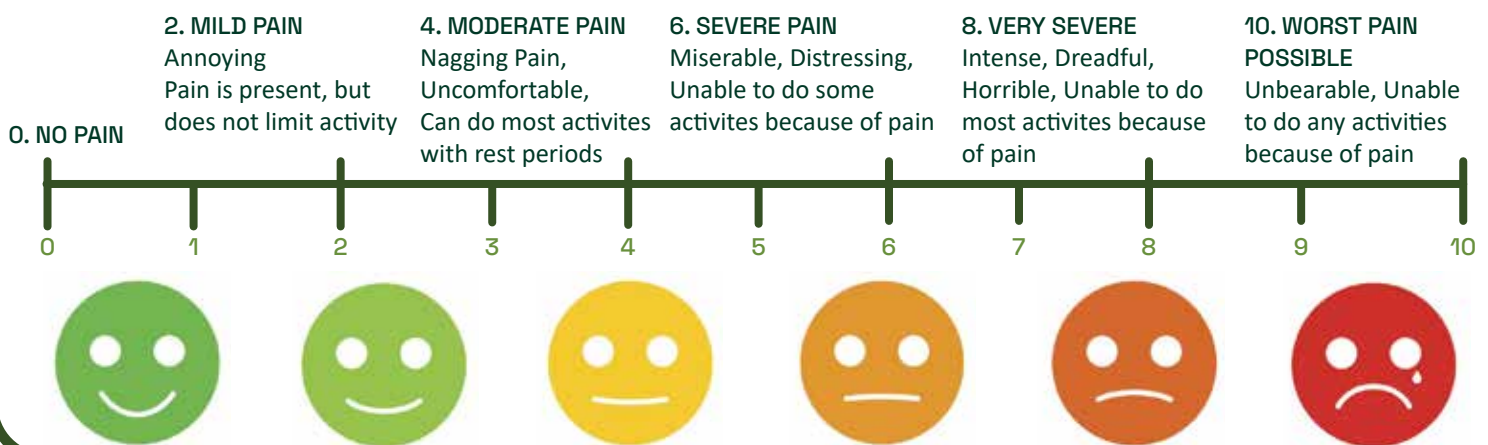 0. NO PAIN
2. MILD PAIN
Annoying
Pain is present, but
does not limit activity
4. MODERATE PAIN
Nagging Pain,
Uncomfortable,
Can do most activites
with rest periods
6. SEVERE PAIN
Miserable, Distressing,
Unable to do some
activites because of pain
8. VERY SEVERE
Intense, Dreadful,
Horrible, Unable to do
most activites because
of pain
10. WORST PAIN
POSSIBLE
Unbearable, Unable
to do any activities
because of pain
0 1 2 3 4 5 6 7 8 9 10